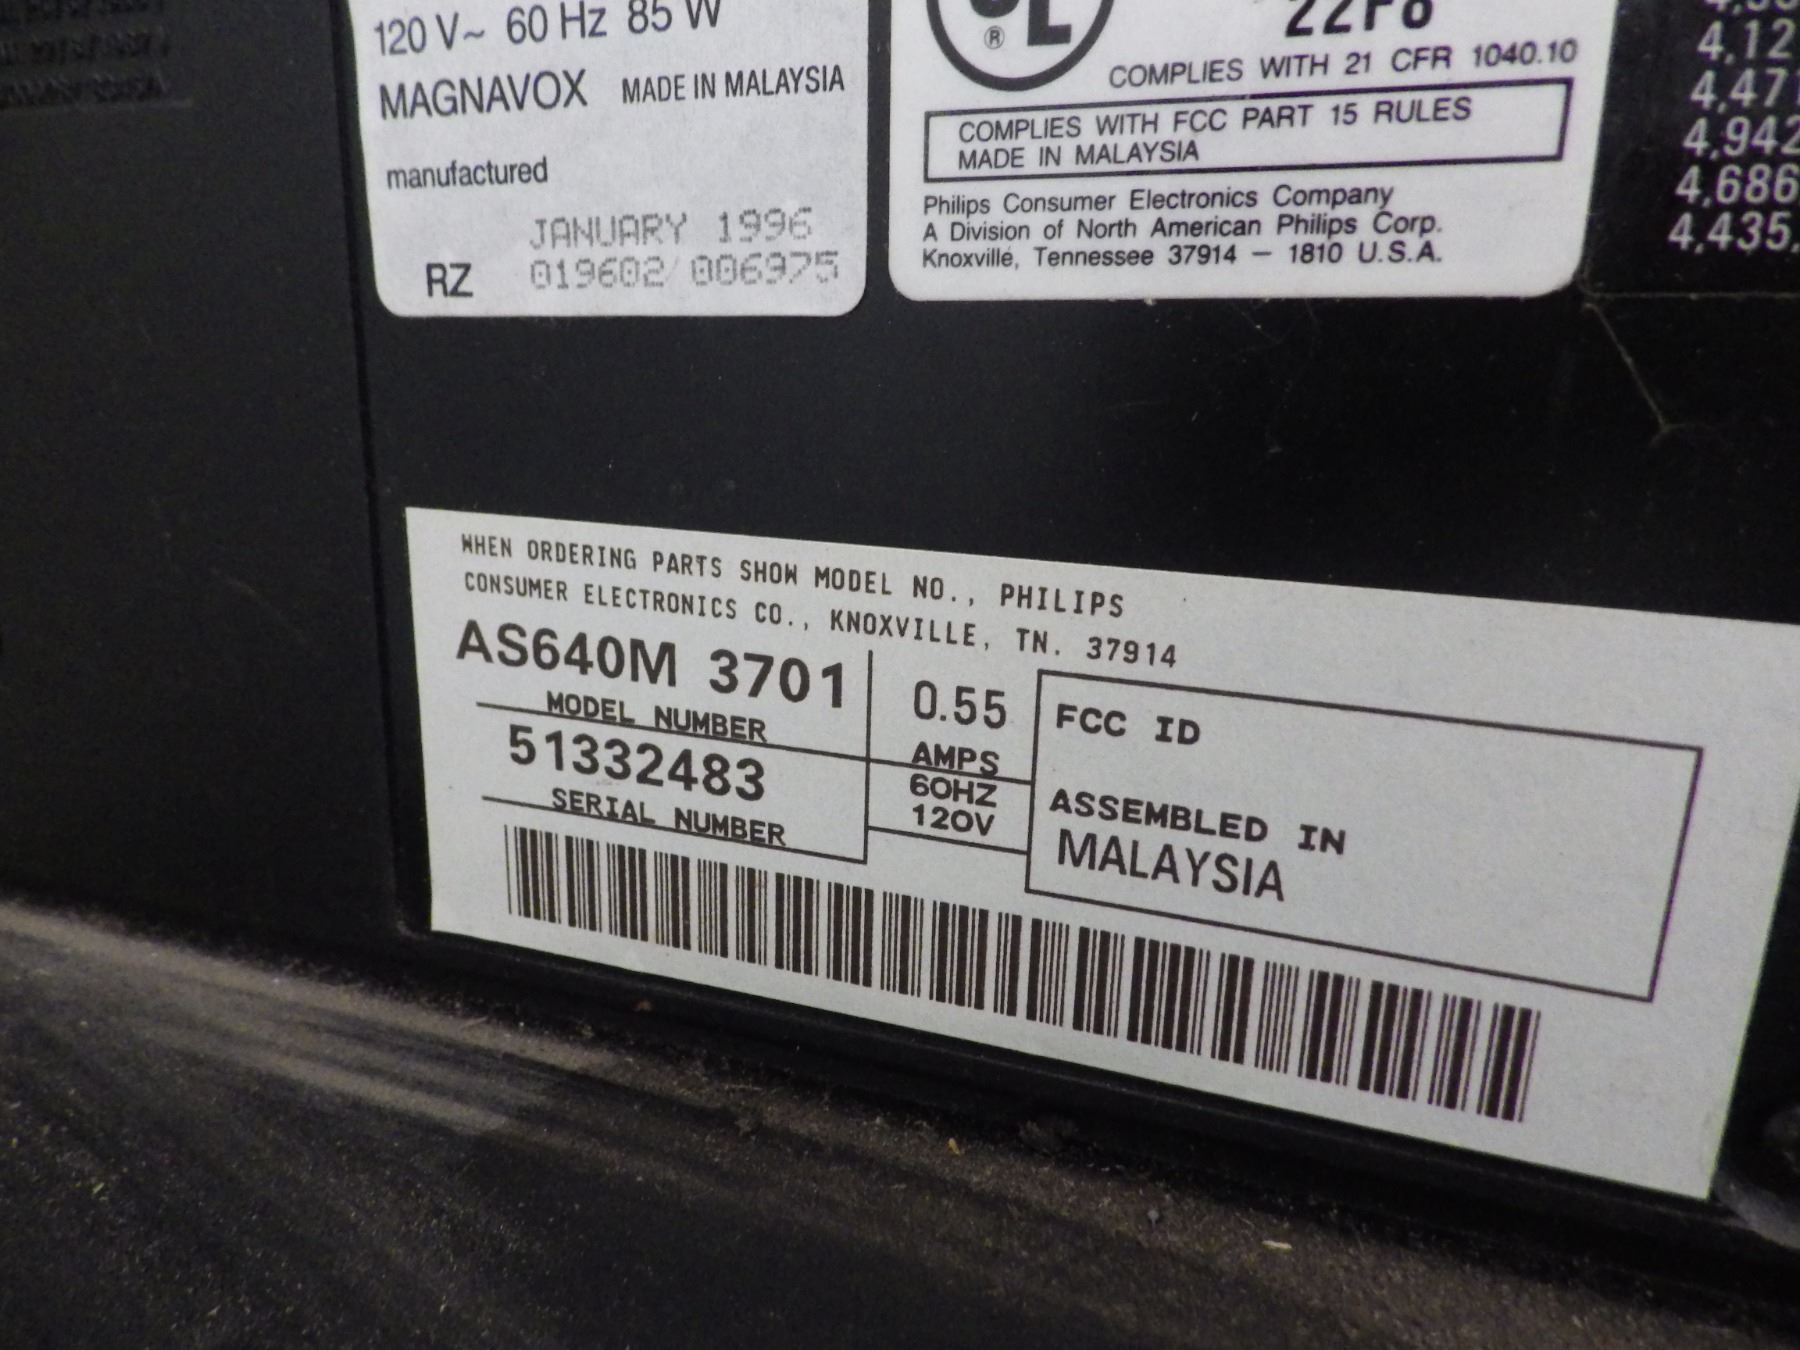 120 V~ 60 Hz 85 W
MAGNAVOX MADE IN MALAYSIA
manufactured
JANUARY 1996
RZ 019602/006975
UL
®
22F8
COMPLIES WITH 21 CFR 1040.10
COMPLIES WITH FCC PART 15 RULES
MADE IN MALAYSIA
Philips Consumer Electronics Company
A Division of North American Philips Corp.
Knoxville, Tennessee 37914 – 1810 U.S.A.
4,12
4,471
4,942
4,686
4,435,
WHEN ORDERING PARTS SHOW MODEL NO., PHILIPS
CONSUMER ELECTRONICS CO., KNOXVILLE, TN. 37914
AS640M 3701
MODEL NUMBER
51332483
SERIAL NUMBER
0.55
AMPS
60HZ
120V
FCC ID
ASSEMBLED IN
MALAYSIA